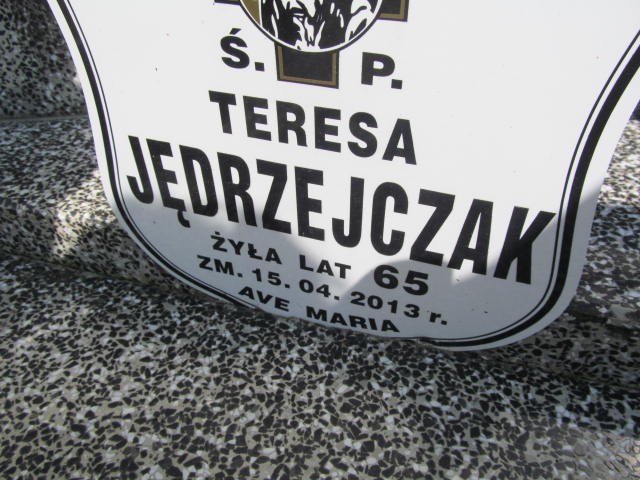 Ś. P.
TERESA
JĘDRZEJCZAK
ŻYŁA LAT 65
ZM. 15. 04. 2013 r.
AVE MARIA